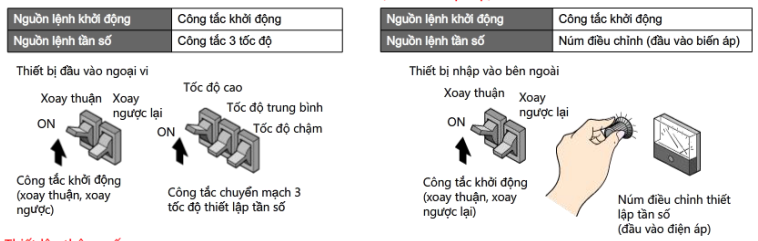 Nguồn lệnh khởi động Công tắc khởi động
Nguồn lệnh tần số Công tắc 3 tốc độ
Thiết bị đầu vào ngoại vi
Tốc độ cao
Xoay thuận Xoay
ngược lại
Tốc độ trung bình
ON
ON
Tốc độ chậm
Công tắc khởi động
(xoay thuận, xoay
ngược)
Công tắc chuyển mạch 3
tốc độ thiết lập tần số
Nguồn lệnh khởi động Công tắc khởi động
Nguồn lệnh tần số Núm điều chỉnh (đầu vào biến áp)
Thiết bị nhập vào bên ngoài
Xoay thuận Xoay
ngược lại
ON
Công tắc khởi động
(xoay thuận, xoay
ngược lại)
Núm điều chỉnh thiết
lập tần số
(đầu vào điện áp)